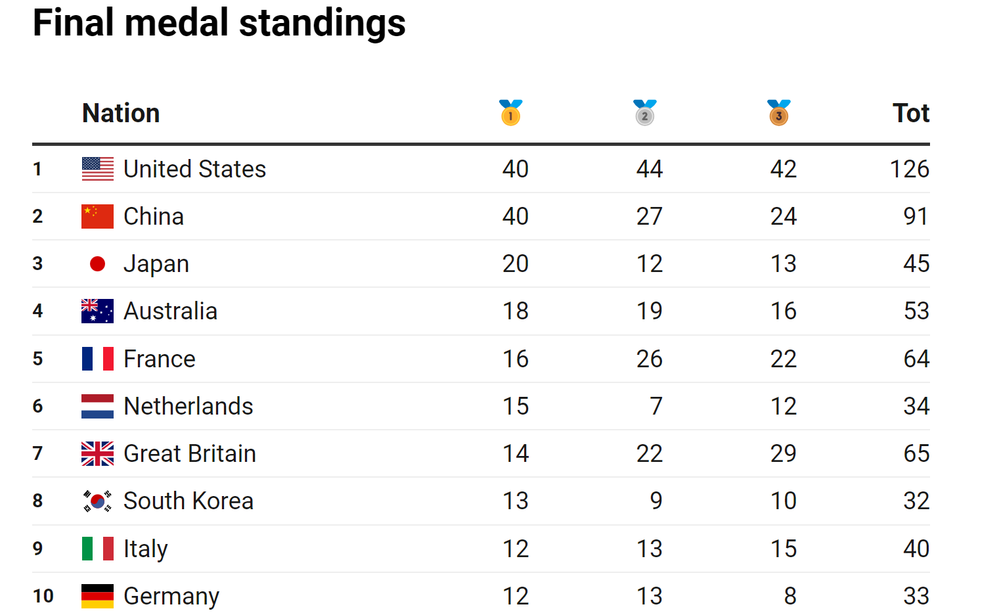 Final medal standings
Nation 1 2 3 Tot
1 United States 40 44 42 126
2 China 40 27 24 91
3 Japan 20 12 13 45
4 Australia 18 19 16 53
5 France 16 26 22 64
6 Netherlands 15 7 12 34
7 Great Britain 14 22 29 65
8 South Korea 13 9 10 32
9 Italy 12 13 15 40
10 Germany 12 13 8 33